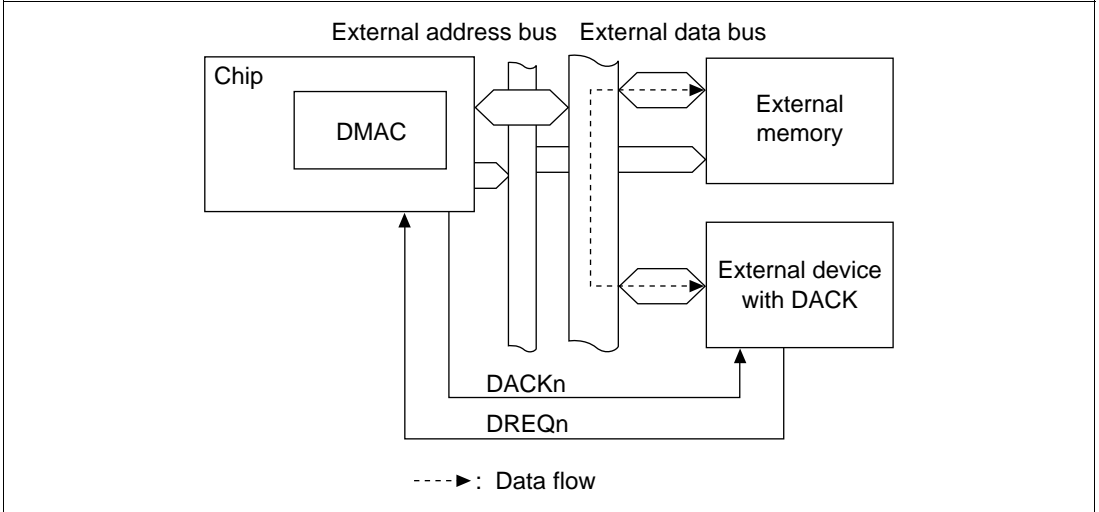 External address bus External data bus
Chip
DMAC
External
memory
External device
with DACK
DACKn
DREQn
: Data flow